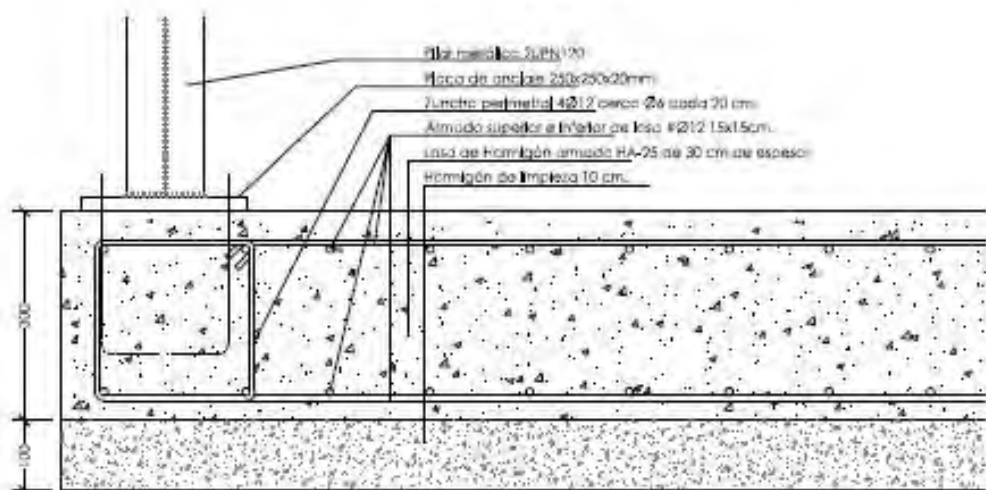 Pilar metálico 2UPN120
Placa de anclaje 250x250x20mm
Zuncho perimetral 4Ø12 cerco Ø6 cada 20 cm.
Armado superior e inferior de losa #Ø12 15x15cm.
Losa de Hormigón armado HA-25 de 30 cm de espesor
Hormigón de limpieza 10 cm.
300
100